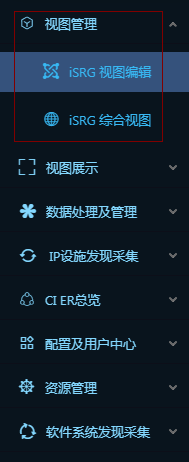 视图管理
iSRG 视图编辑
iSRG 综合视图
视图展示
数据处理及管理
IP设施发现采集
CI ER总览
配置及用户中心
资源管理
软件系统发现采集